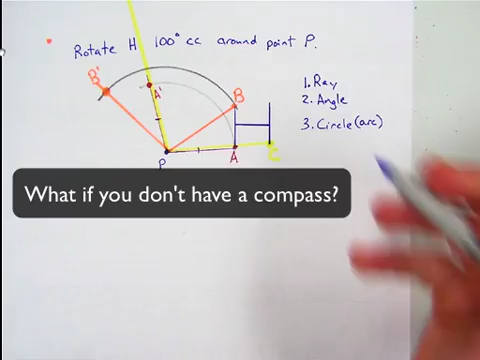 Rotate H 100° cc around point P.
B'
A'
B
1. Ray
2. Angle
3. Circle (arc)
P
A
C
What if you don't have a compass?